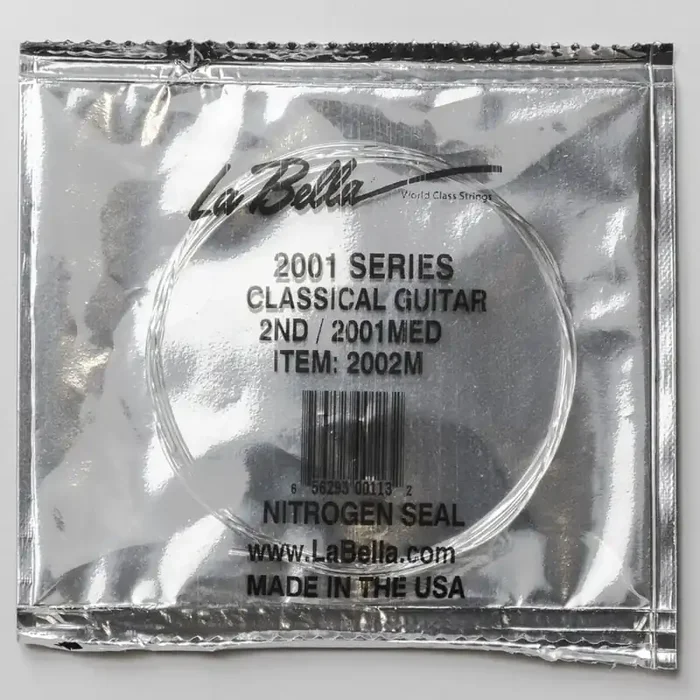 La Bella
World Class Strings
2001 SERIES
CLASSICAL GUITAR
2ND / 2001MED
ITEM: 2002M
6 56293 00113 2
NITROGEN SEAL
www.LaBella.com
MADE IN THE USA